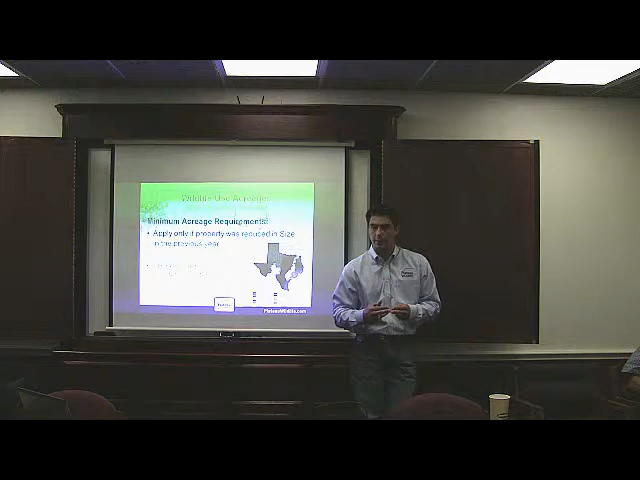 Wildlife Use Acreages
Minimum Acreage Requirements:
• Apply only if property was reduced in Size
in the previous year
PlateauWildlife.com